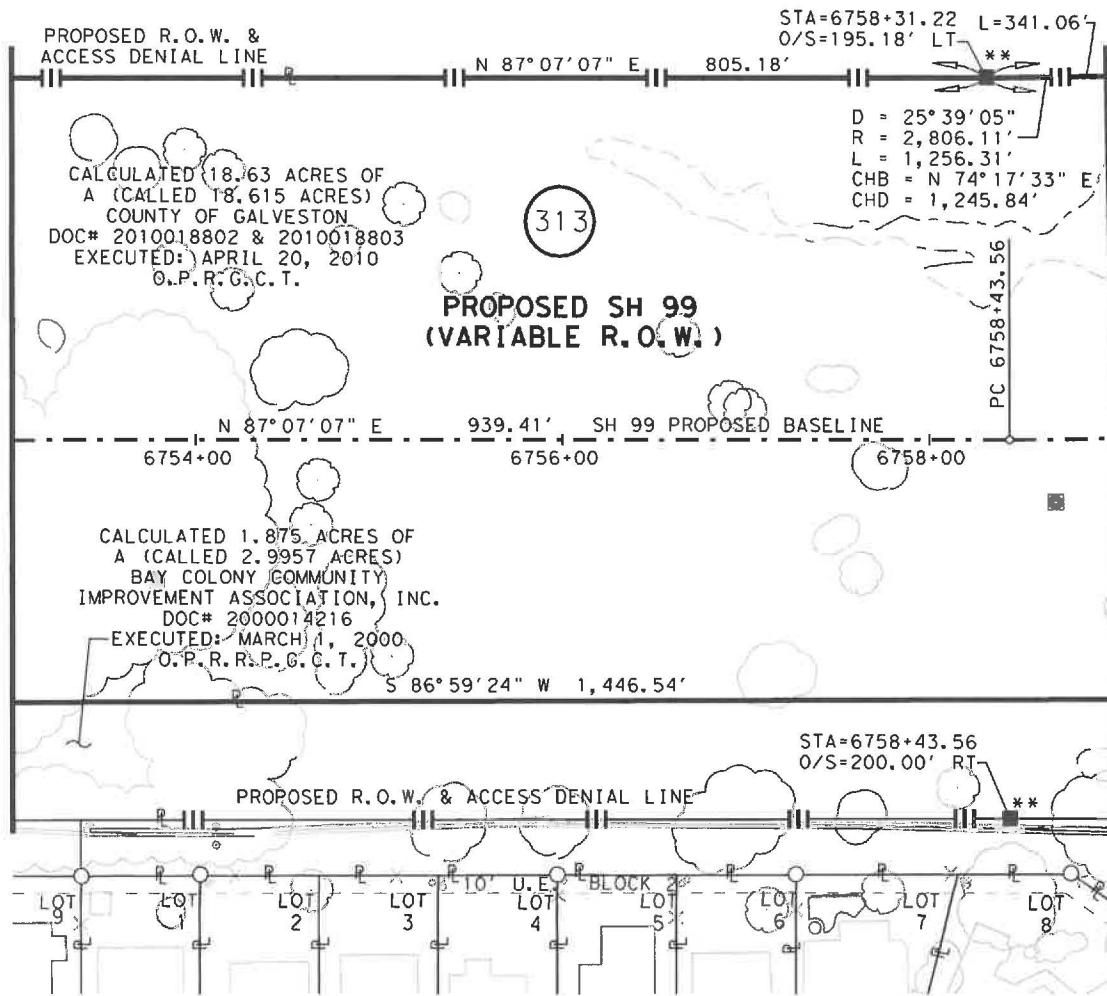 PROPOSED R.O.W. &
ACCESS DENIAL LINE
STA=6758+31.22
O/S=195.18' LT
L=341.06'
**
N 87°07'07" E 805.18'
D = 25°39'05"
R = 2,806.11'
L = 1,256.31'
CHB = N 74°17'33" E
CHD = 1,245.84'
CALCULATED 18.63 ACRES OF
A (CALLED 18.615 ACRES)
COUNTY OF GALVESTON
DOC# 2010018802 & 2010018803
EXECUTED: APRIL 20, 2010
O.P.R.G.C.T.
313
PROPOSED SH 99
(VARIABLE R.O.W.)
PC 6758+43.56
N 87°07'07" E 939.41' SH 99 PROPOSED BASELINE
6754+00 6756+00 6758+00
CALCULATED 1.875 ACRES OF
A (CALLED 2.9957 ACRES)
BAY COLONY COMMUNITY
IMPROVEMENT ASSOCIATION, INC.
DOC# 2000014216
EXECUTED: MARCH 1, 2000
O.P.R.R.P.G.C.T.
S 86°59'24" W 1,446.54'
STA=6758+43.56
O/S=200.00' RT
**
PROPOSED R.O.W. & ACCESS DENIAL LINE
10' U.E. BLOCK 2
LOT
9
LOT
1
LOT
2
LOT
3
LOT
4
LOT
5
LOT
6
LOT
7
LOT
8